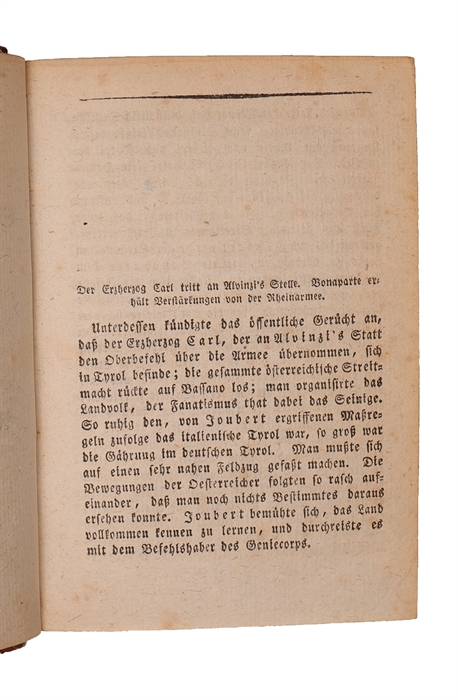 Der Erzherzog Carl tritt an Alvinzi's Stelle. Bonaparte er-
hält Verstärkungen von der Rheinarmee.
Unterdessen kündigte das öffentliche Gerücht an,
daß der Erzherzog Carl, der an Alvinzi's Statt
den Oberbefehl über die Armee übernommen, sich
in Tyrol befinde; die gesammte österreichische Streit-
macht rückte auf Bassano los; man organisirte das
Landvolk, der Fanatismus that dabei das Seinige.
So ruhig den, von Joubert ergriffenen Maßre-
geln zufolge das italienische Tyrol war, so groß war
die Gährung im deutschen Tyrol. Man mußte sich
auf einen sehr nahen Feldzug gefaßt machen. Die
Bewegungen der Oesterreicher folgten so rasch auf-
einander, daß man noch nichts Bestimmtes daraus
ersehen konnte. Joubert bemühte sich, das Land
vollkommen kennen zu lernen, und durchreiste es
mit dem Befehlshaber des Geniecorps.